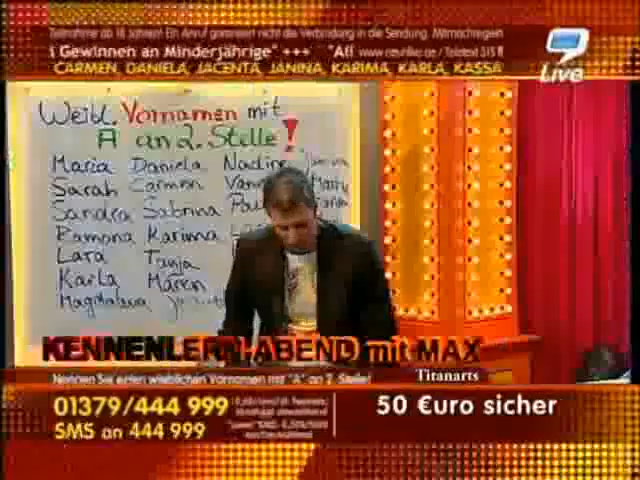 Teilnahme ab 18 Jahren! Ein Anruf garantiert nicht die Verbindung in die Sendung. Mitmachregeln
i Gewinnen an Minderjährige" +++ "All www.neunlive.de / Teletext
CARMEN, DANIELA, JACENTA, JANINA, KARIMA, KARLA, KASSA
Live
Weibl. Vornamen mit
A an 2. Stelle!
Maria Daniela Nadine
Sarah Carmen
Sandra Sabrina
Ramona Karima
Lara Tanja
Karla Maren
Magdalena
KENNENLERN-ABEND mit MAX
Nennen Sie einen weiblichen Vornamen mit "A" an 2. Stelle!
Titanarts
01379/444 999
50 €uro sicher
SMS an 444 999